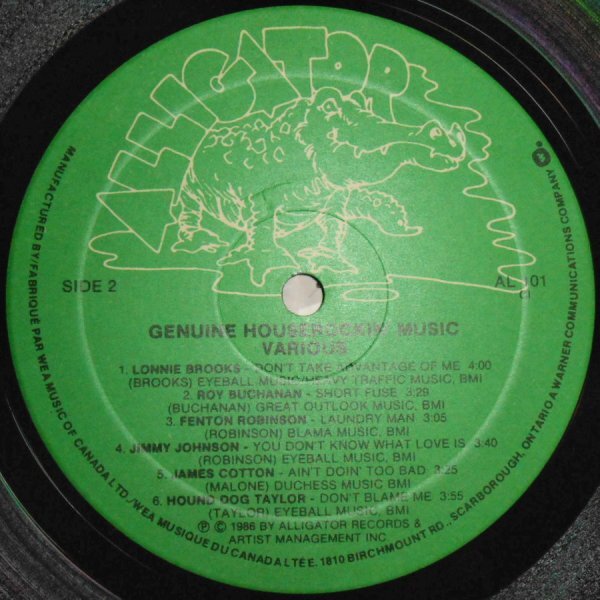 ALLIGATOR
SIDE 2
AL 101
GENUINE HOUSEROCKIN' MUSIC
VARIOUS
1. LONNIE BROOKS - DON'T TAKE ADVANTAGE OF ME 4:00
(BROOKS) EYEBALL MUSIC/HEAVY TRAFFIC MUSIC, BMI
2. ROY BUCHANAN - SHORT FUSE 3:29
(BUCHANAN) GREAT OUTLOOK MUSIC, BMI
3. FENTON ROBINSON - LAUNDRY MAN 3:05
(ROBINSON) BLAMA MUSIC, BMI
4. JIMMY JOHNSON - YOU DON'T KNOW WHAT LOVE IS 3:40
(ROBINSON) EYEBALL MUSIC, BMI
5. JAMES COTTON - AIN'T DOIN' TOO BAD 3:25
(MALONE) DUCHESS MUSIC BMI
6. HOUND DOG TAYLOR - DON'T BLAME ME 3:55
(TAYLOR) EYEBALL MUSIC, BMI
Ⓟ © 1986 BY ALLIGATOR RECORDS &
ARTIST MANAGEMENT INC
MANUFACTURED BY/FABRIQUÉ PAR WEA MUSIC OF CANADA LTD./WEA MUSIQUE DU CANADA LTÉE. 1810 BIRCHMOUNT RD., SCARBOROUGH, ONTARIO A WARNER COMMUNICATIONS COMPANY